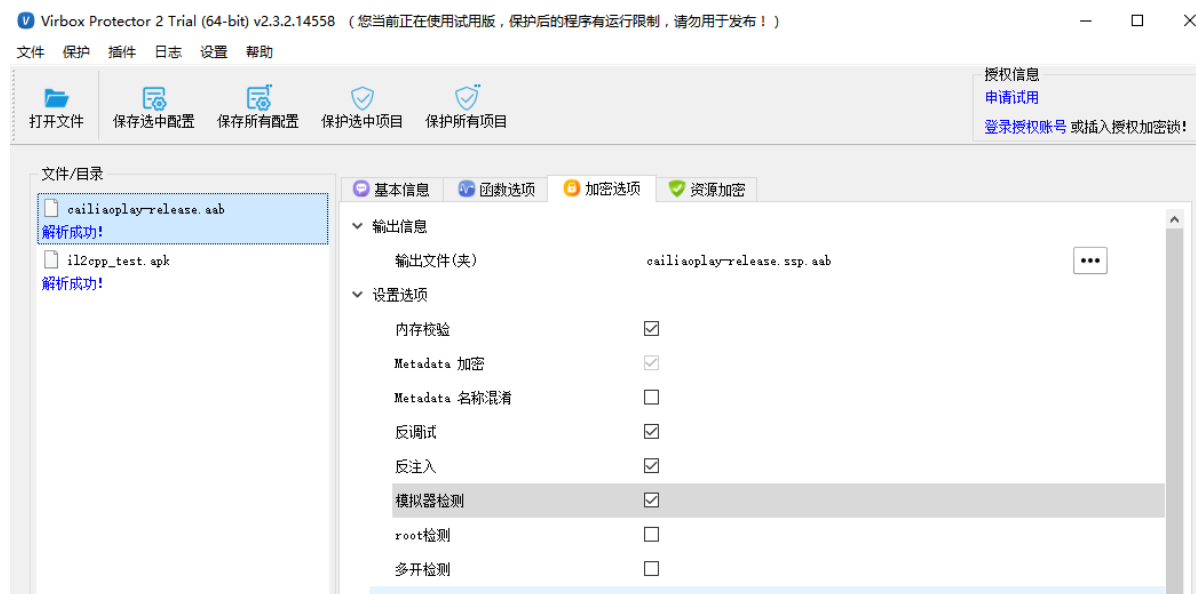 Virbox Protector 2 Trial (64-bit) v2.3.2.14558 （您当前正在使用试用版，保护后的程序有运行限制，请勿用于发布！）
文件 保护 插件 日志 设置 帮助
打开文件 保存选中配置 保存所有配置 保护选中项目 保护所有项目
授权信息
申请试用
登录授权账号 或插入授权加密锁!
文件/目录
cailiaoplay-release.aab
解析成功!
il2cpp_test.apk
解析成功!
基本信息 函数选项 加密选项 资源加密
输出信息
输出文件(夹) cailiaoplay-release.ssp.aab
设置选项
内存校验
Metadata 加密
Metadata 名称混淆
反调试
反注入
模拟器检测
root检测
多开检测